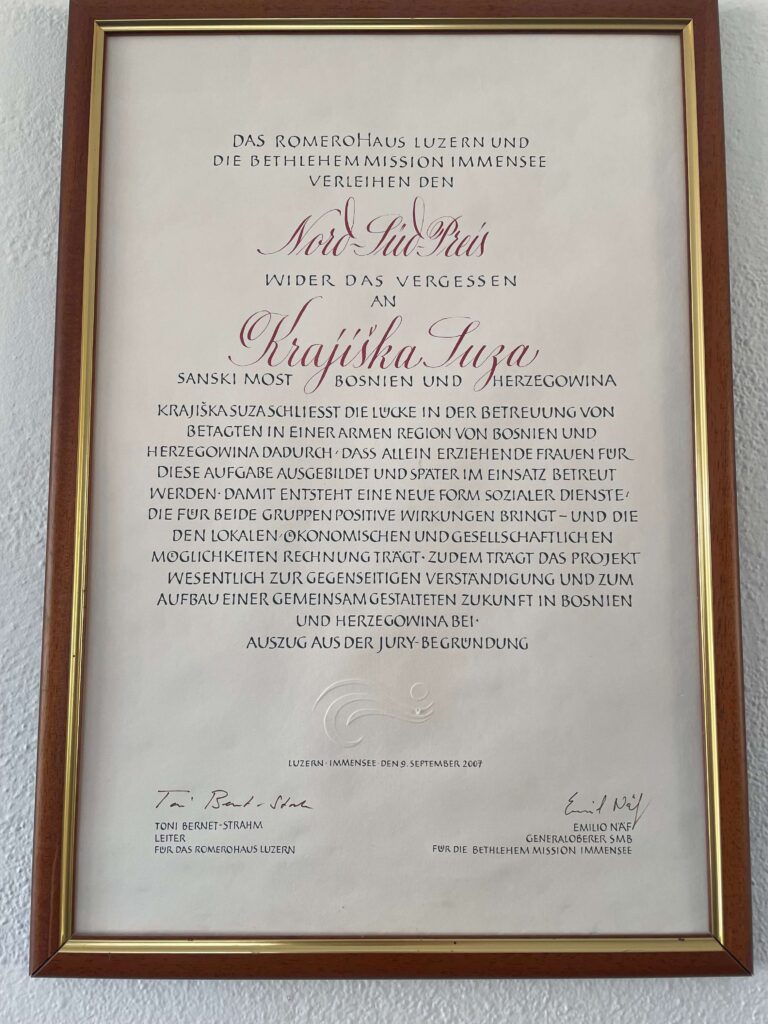 DAS ROMEROHAUS LUZERN UND
DIE BETHLEHEM MISSION IMMENSEE
VERLEIHEN DEN
Nord-Süd-Preis
WIDER DAS VERGESSEN
AN
Krajiška Suza
SANSKI MOST BOSNIEN UND HERZEGOWINA
KRAJIŠKA SUZA SCHLIESST DIE LÜCKE IN DER BETREUUNG VON
BETAGTEN IN EINER ARMEN REGION VON BOSNIEN UND
HERZEGOWINA DADURCH · DASS ALLEIN ERZIEHENDE FRAUEN FÜR
DIESE AUFGABE AUSGEBILDET UND SPÄTER IM EINSATZ BETREUT
WERDEN · DAMIT ENTSTEHT EINE NEUE FORM SOZIALER DIENSTE,
DIE FÜR BEIDE GRUPPEN POSITIVE WIRKUNGEN BRINGT – UND DIE
DEN LOKALEN, ÖKONOMISCHEN UND GESELLSCHAFTLICHEN
MÖGLICHKEITEN RECHNUNG TRÄGT · ZUDEM TRÄGT DAS PROJEKT
WESENTLICH ZUR GEGENSEITIGEN VERSTÄNDIGUNG UND ZUM
AUFBAU EINER GEMEINSAM GESTALTETEN ZUKUNFT IN BOSNIEN
UND HERZEGOWINA BEI ·
AUSZUG AUS DER JURY-BEGRÜNDUNG
LUZERN · IMMENSEE · DEN 9. SEPTEMBER 2007
Toni Bernet-Strahm
TONI BERNET-STRAHM
LEITER
FÜR DAS ROMEROHAUS LUZERN
Emil Näf
EMILIO NÄF
GENERALOBERER SMB
FÜR DIE BETHLEHEM MISSION IMMENSEE